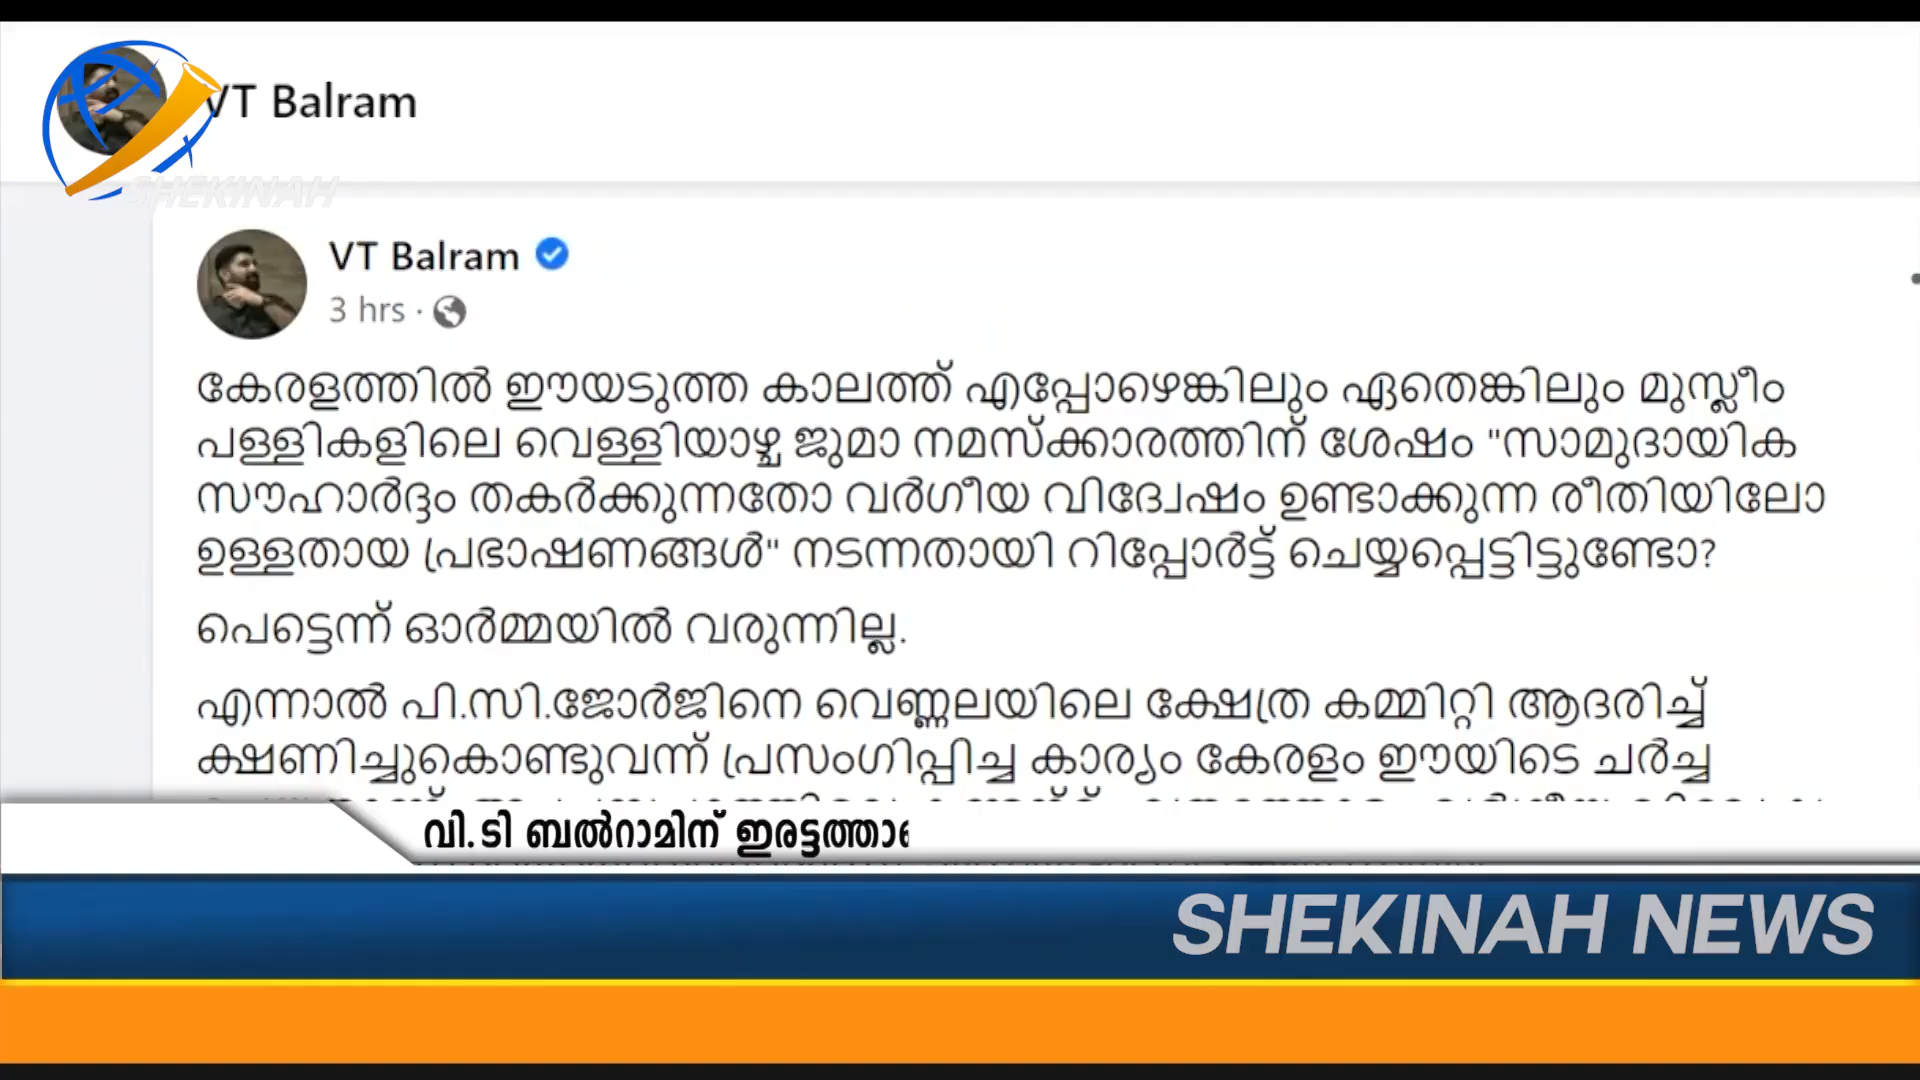 VT Balram
SHEKINAH
VT Balram
3 hrs ·
കേരളത്തിൽ ഈയടുത്ത കാലത്ത് എപ്പോഴെങ്കിലും ഏതെങ്കിലും മുസ്ലീം
പള്ളികളിലെ വെള്ളിയാഴ്ച ജുമാ നമസ്ക്കാരത്തിന് ശേഷം "സാമുദായിക
സൗഹാർദ്ദം തകർക്കുന്നതോ വർഗീയ വിദ്വേഷം ഉണ്ടാക്കുന്ന രീതിയിലോ
ഉള്ളതായ പ്രഭാഷണങ്ങൾ" നടന്നതായി റിപ്പോർട്ട് ചെയ്യപ്പെട്ടിട്ടുണ്ടോ?
പെട്ടെന്ന് ഓർമ്മയിൽ വരുന്നില്ല.
എന്നാൽ പി.സി.ജോർജിനെ വെണ്ണലയിലെ ക്ഷേത്ര കമ്മിറ്റി ആദരിച്ച്
ക്ഷണിച്ചുകൊണ്ടുവന്ന് പ്രസംഗിപ്പിച്ച കാര്യം കേരളം ഈയിടെ ചർച്ച
വി.ടി ബൽറാമിന്
SHEKINAH NEWS